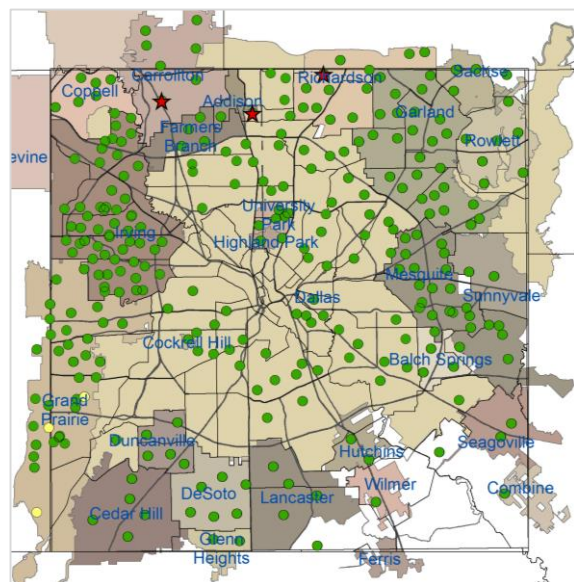 Carrollton
Richardson
Sachse
Coppell
Addison
Garland
Farmers
Branch
Rowlett
evine
University
Park
Irving
Highland Park
Mesquite
Dallas
Sunnyvale
Cockrell Hill
Balch Springs
Grand
Prairie
Duncanville
Hutchins
Seagoville
DeSoto
Lancaster
Wilmer
Combine
Cedar Hill
Glenn
Heights
Ferris